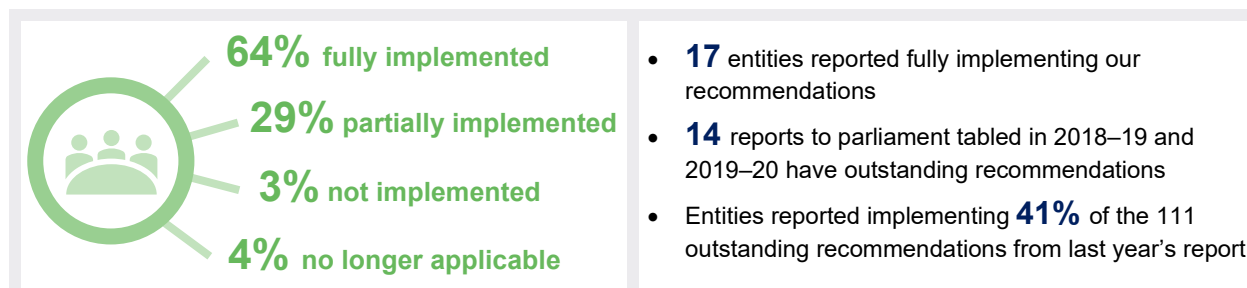 64% fully implemented
29% partially implemented
3% not implemented
4% no longer applicable
• 17 entities reported fully implementing our
recommendations
• 14 reports to parliament tabled in 2018–19 and
2019–20 have outstanding recommendations
• Entities reported implementing 41% of the 111
outstanding recommendations from last year’s report